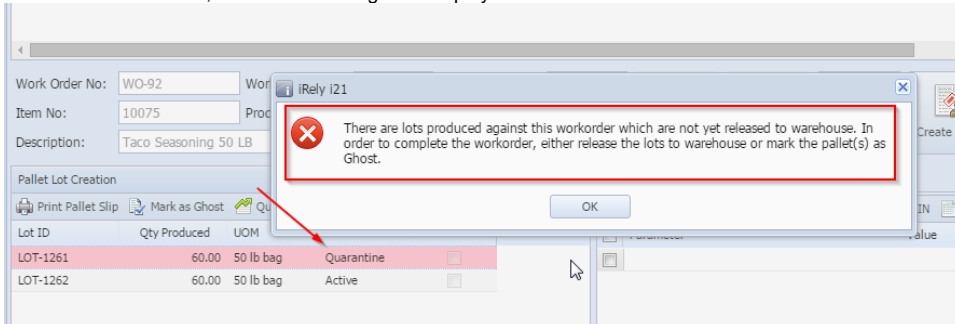 Work Order No: WO-92 Wor
iRely i21
Item No: 10075 Prod
Description: Taco Seasoning 50 LB
There are lots produced against this workorder which are not yet released to warehouse. In
order to complete the workorder, either release the lots to warehouse or mark the pallet(s) as
Ghost.
OK
Create
Pallet Lot Creation
Print Pallet Slip Mark as Ghost Qu
IN
Lot ID Qty Produced UOM
Parameter Value
LOT-1261 60.00 50 lb bag Quarantine
LOT-1262 60.00 50 lb bag Active